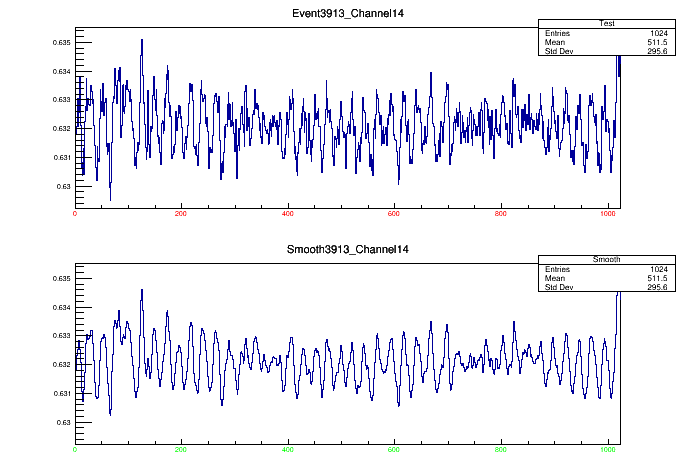 Event3913_Channel14
Test
Entries 1024
Mean 511.5
Std Dev 295.6
0.635
0.634
0.633
0.632
0.631
0.63
0 200 400 600 800 1000
Smooth3913_Channel14
Smooth
Entries 1024
Mean 511.5
Std Dev 295.6
0.635
0.634
0.633
0.632
0.631
0.63
0 200 400 600 800 1000